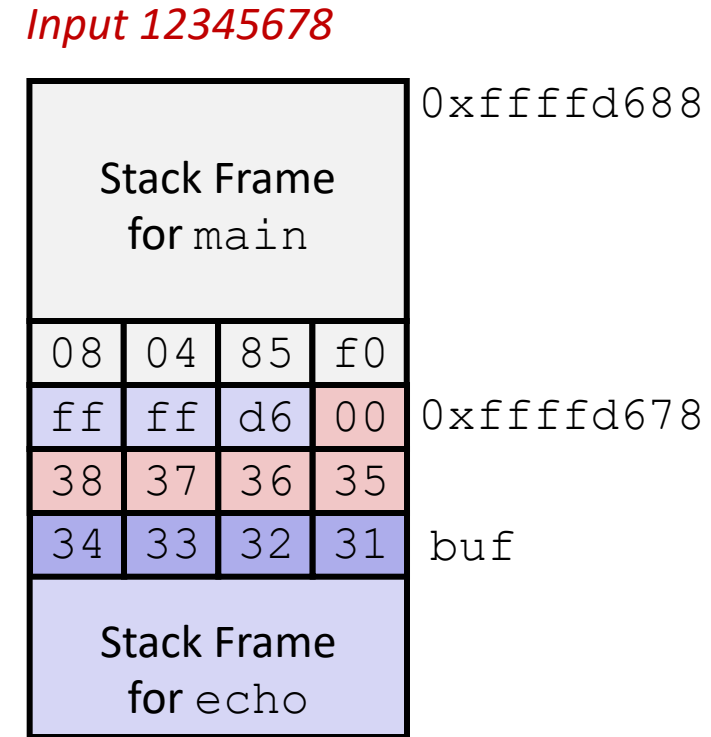 Input 12345678
0xffffd688
Stack Frame
for main
08 04 85 f0
ff ff d6 00 0xffffd678
38 37 36 35
34 33 32 31 buf
Stack Frame
for echo